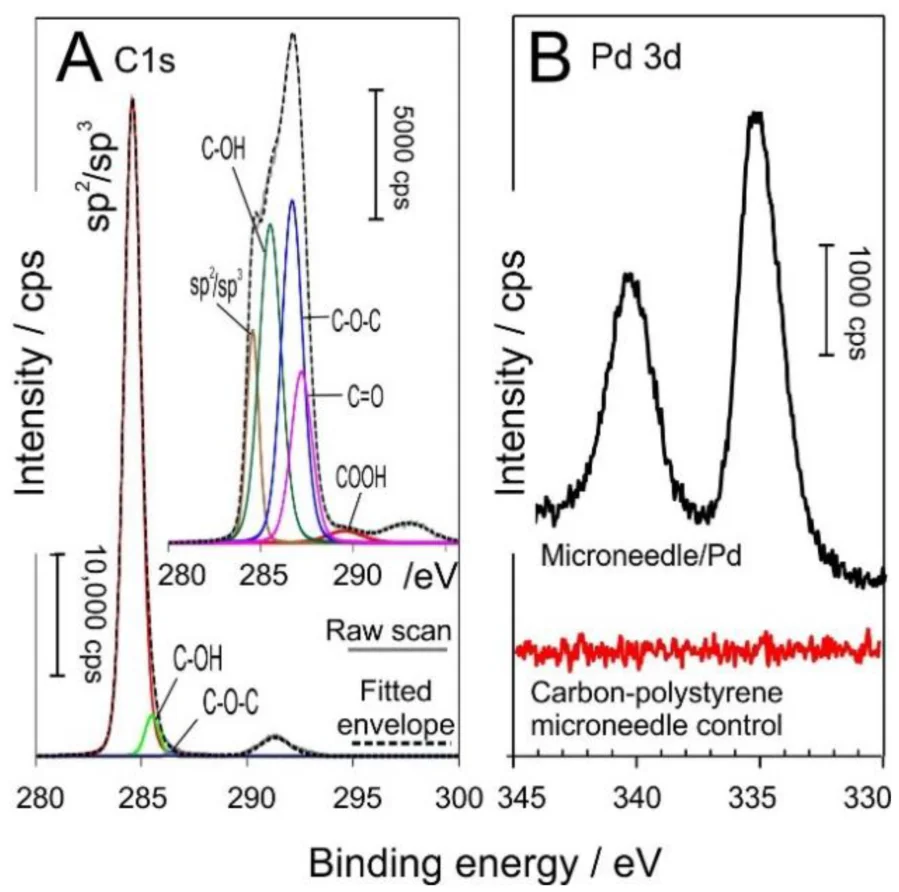 A C1s
sp²/sp³
C-OH
5000 cps
sp²/sp³
C-O-C
C=O
COOH
280 285 290 /eV
Intensity / cps
10,000 cps
Raw scan
C-OH
Fitted
envelope
C-O-C
280 285 290 295 300
B Pd 3d
1000 cps
Intensity / cps
Microneedle/Pd
Carbon-polystyrene
microneedle control
345 340 335 330
Binding energy / eV